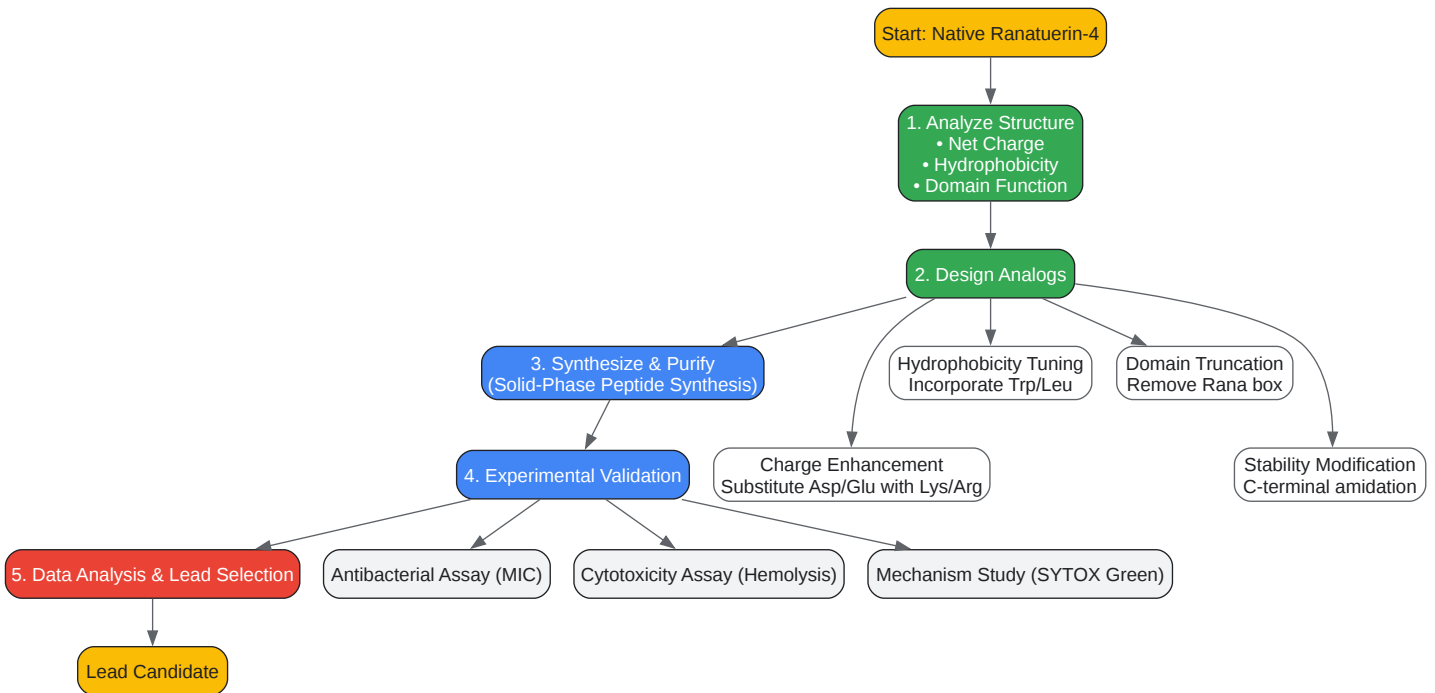 Start: Native Ranatuerin-4
1. Analyze Structure
• Net Charge
• Hydrophobicity
• Domain Function
2. Design Analogs
3. Synthesize & Purify
(Solid-Phase Peptide Synthesis)
Hydrophobicity Tuning
Incorporate Trp/Leu
Domain Truncation
Remove Rana box
4. Experimental Validation
Charge Enhancement
Substitute Asp/Glu with Lys/Arg
Stability Modification
C-terminal amidation
5. Data Analysis & Lead Selection
Antibacterial Assay (MIC)
Cytotoxicity Assay (Hemolysis)
Mechanism Study (SYTOX Green)
Lead Candidate